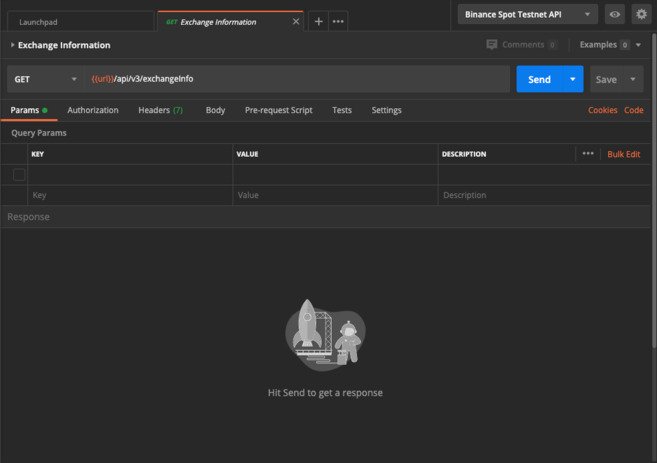 Launchpad
GET Exchange Information
Binance Spot Testnet API
Exchange Information
Comments 0
Examples 0
GET
{{url}}/api/v3/exchangeInfo
Send
Save
Params
Authorization
Headers (7)
Body
Pre-request Script
Tests
Settings
Cookies
Code
Query Params
KEY
VALUE
DESCRIPTION
Bulk Edit
Key
Value
Description
Response
Hit Send to get a response